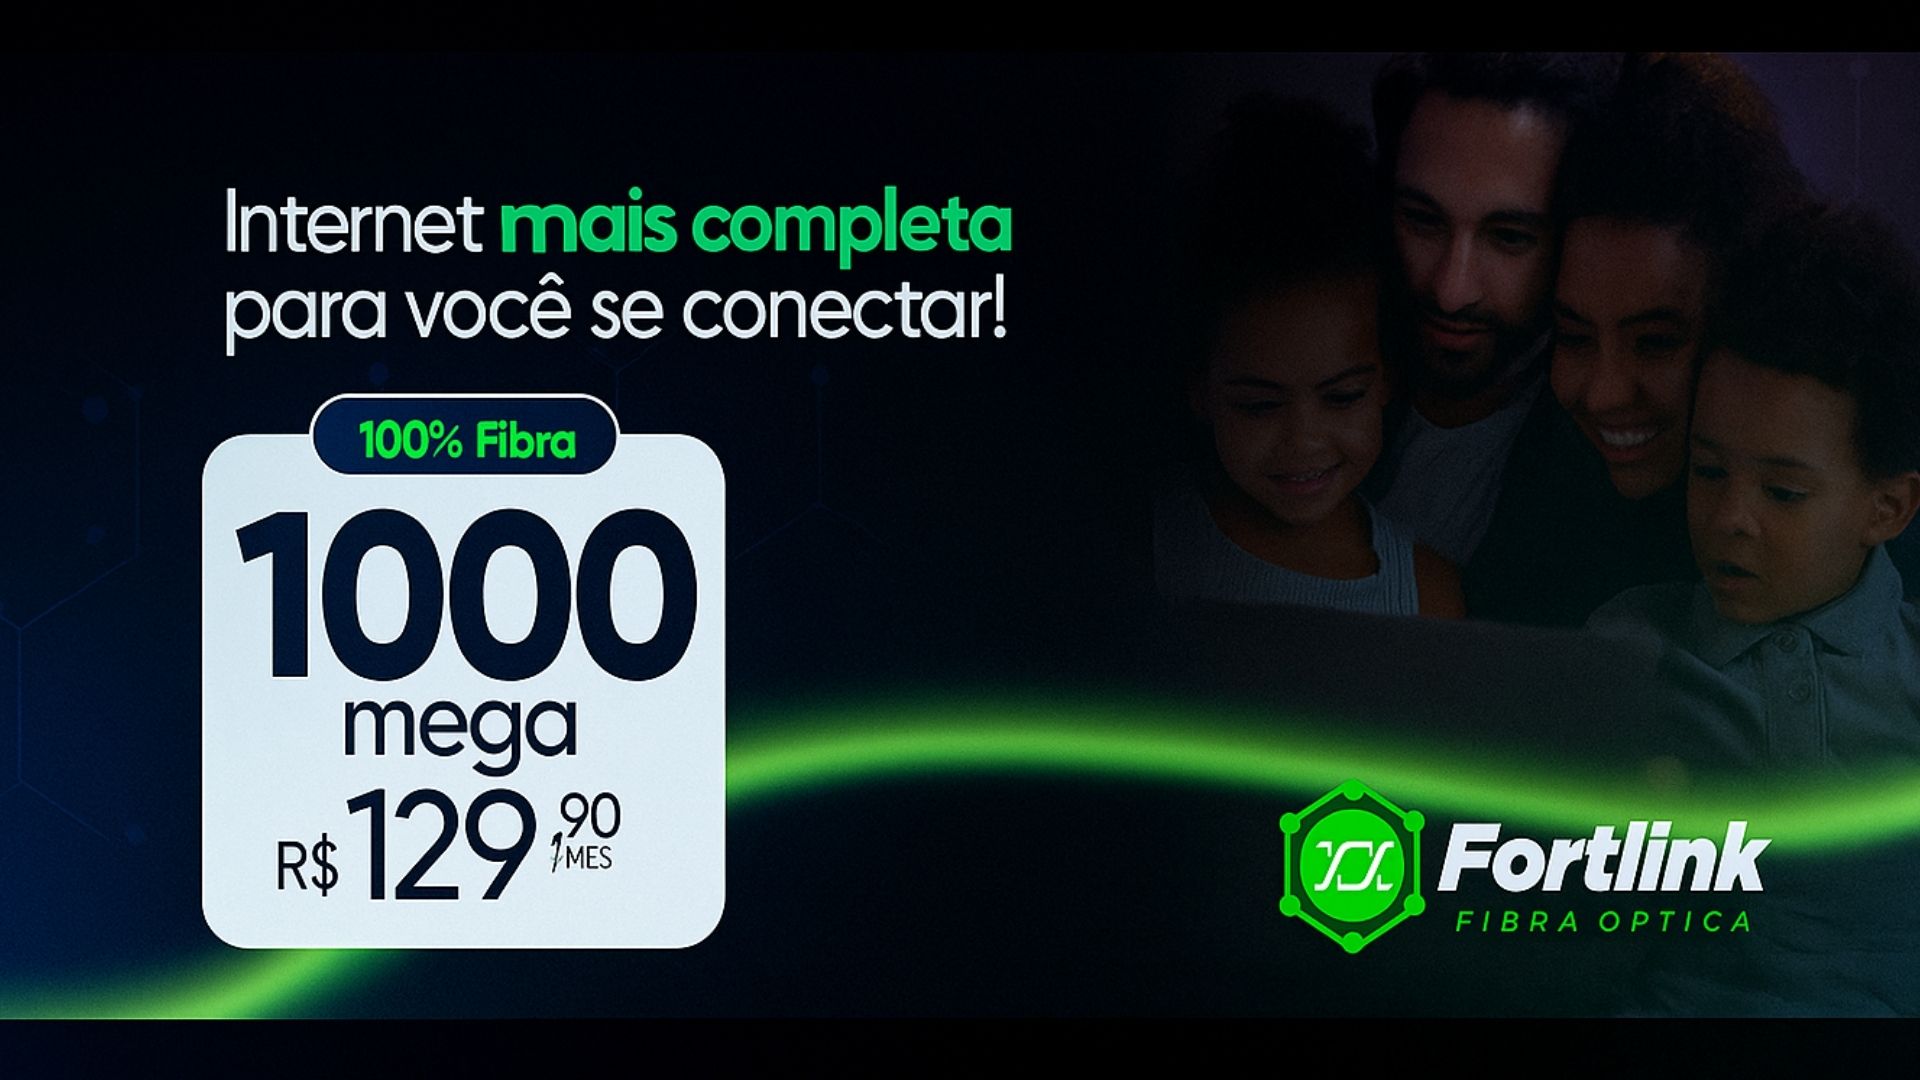 Internet mais completa
para você se conectar!
100% Fibra
1000
mega
R$ 129,90
/MES
Fortlink
FIBRA OPTICA